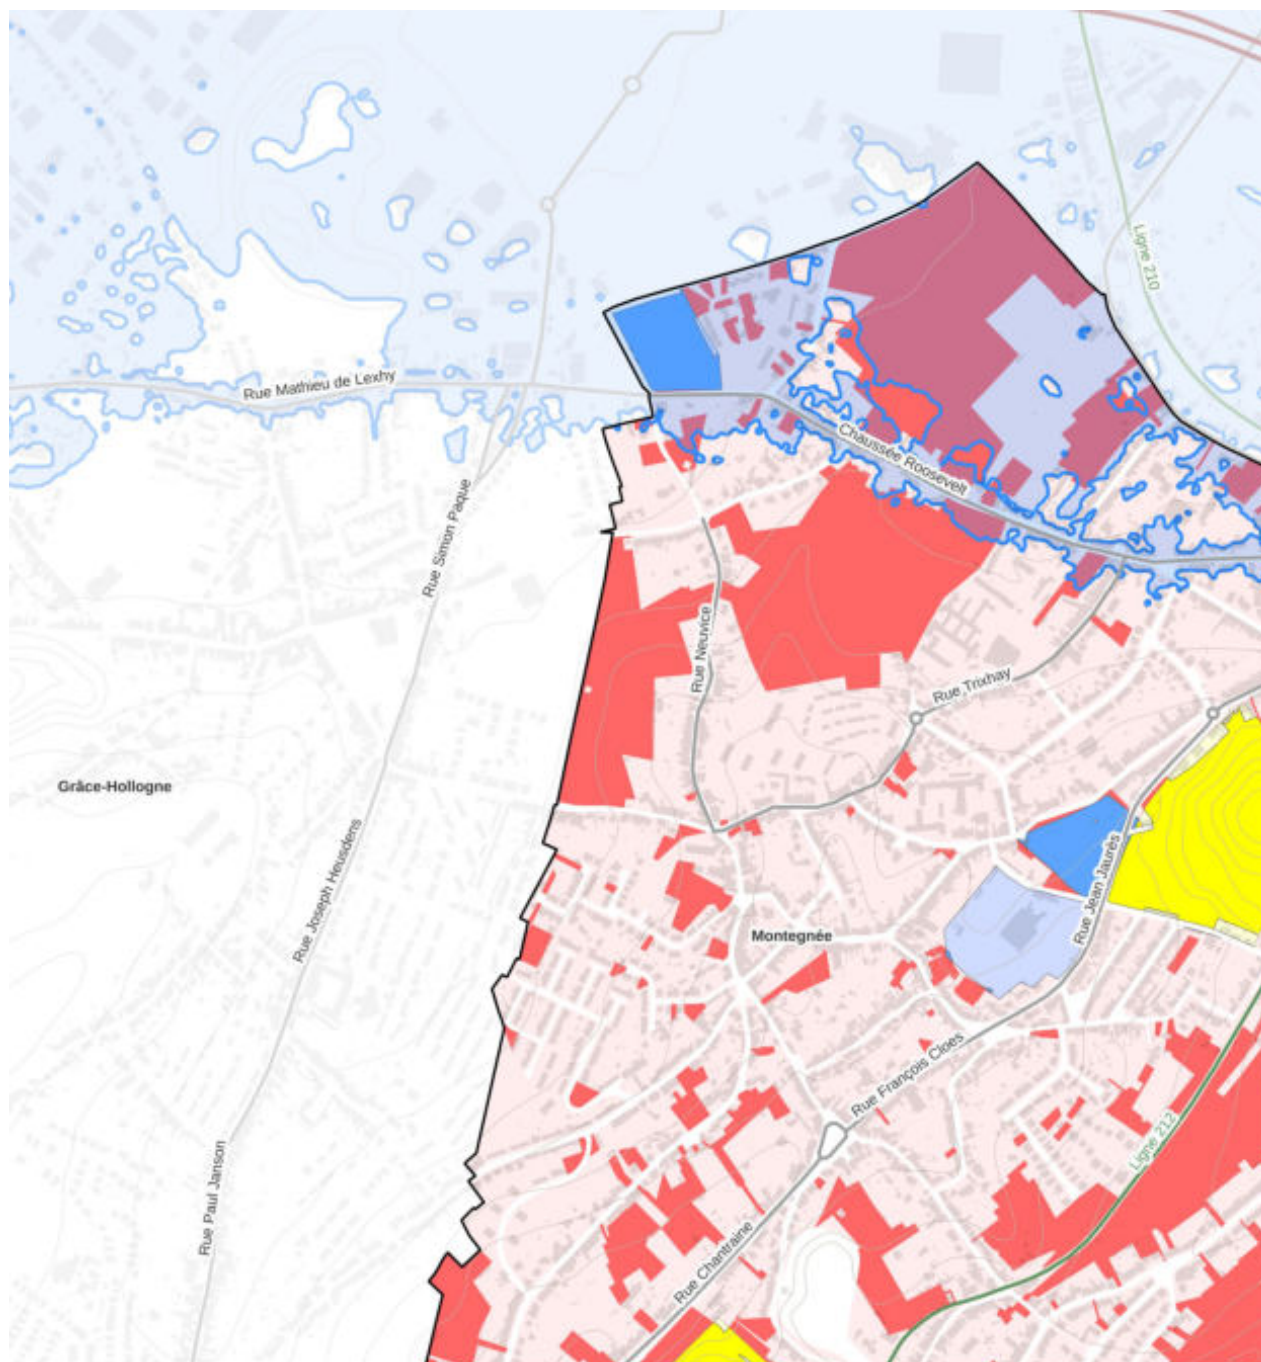 Ligne 210
Rue Mathieu de Lexhy
Chaussée Roosevelt
Rue Simon Paque
Rue Neuvice
Rue Trixhay
Grâce-Hollogne
Rue Joseph Heusdens
Rue Jean Jaurès
Montegnée
Rue François Cloes
Ligne 212
Rue Paul Janson
Rue Chantraine